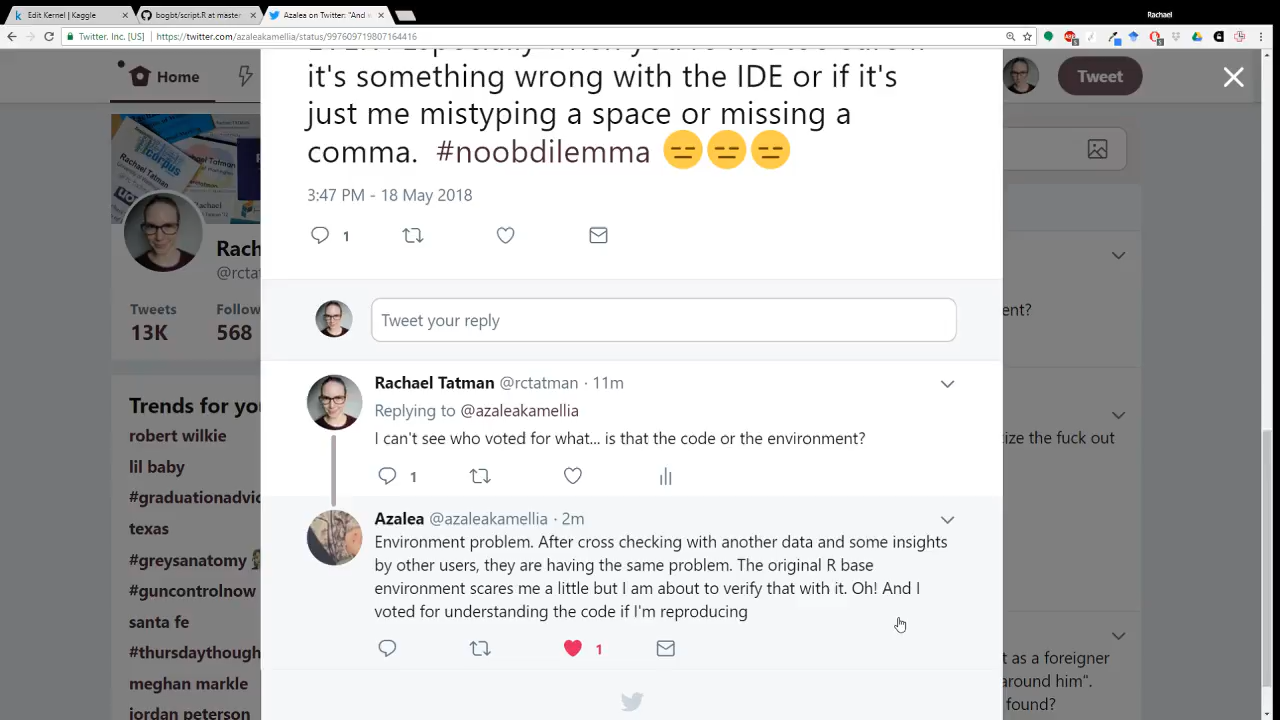 Edit Kernel | Kaggle
bogbt/script.R at master
Azalea on Twitter: "And
Rachael
Twitter, Inc. [US]
https://twitter.com/azaleakamellia/status/997609719807164416
Home
Tweet
it's something wrong with the IDE or if it's
just me mistyping a space or missing a
comma. #noobdilemma
3:47 PM - 18 May 2018
1
Rach
@rcta
Tweets
Follow
13K
568
Tweet your reply
ent?
Rachael Tatman @rctatman · 11m
Replying to @azaleakamellia
I can't see who voted for what... is that the code or the environment?
1
ize the fuck out
Trends for you
robert wilkie
lil baby
#graduationadvic
texas
#greysanatomy
#guncontrolnow
santa fe
#thursdaythough
meghan markle
jordan peterson
Azalea @azaleakamellia · 2m
Environment problem. After cross checking with another data and some insights
by other users, they are having the same problem. The original R base
environment scares me a little but I am about to verify that with it. Oh! And I
voted for understanding the code if I'm reproducing
1
t as a foreigner
around him".
found?